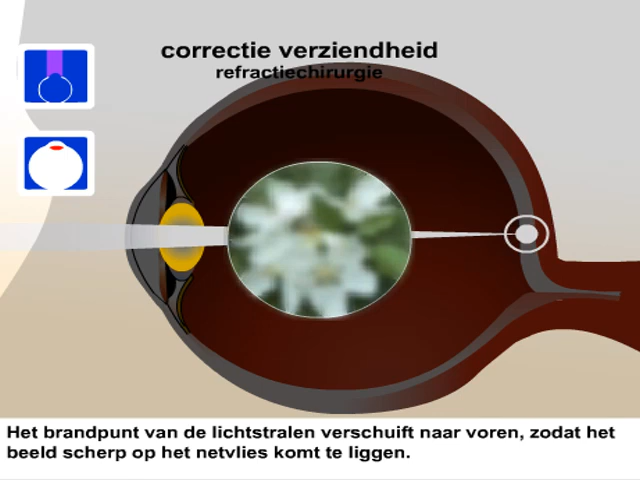 correctie verziendheid
refractiechirurgie
Het brandpunt van de lichtstralen verschuift naar voren, zodat het
beeld scherp op het netvlies komt te liggen.